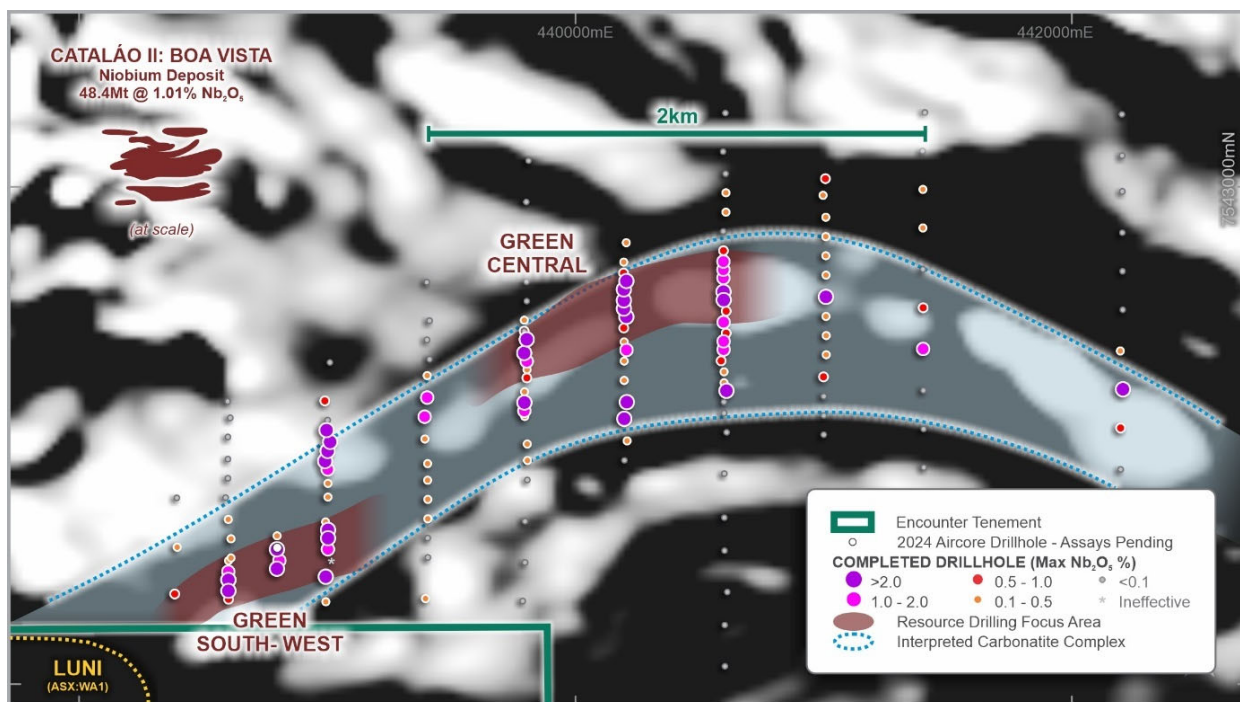 CATALÁO II: BOA VISTA
Niobium Deposit
48.4Mt @ 1.01% Nb₂O₅
(at scale)
440000mE
442000mE
7543000mN
2km
GREEN
CENTRAL
GREEN
SOUTH- WEST
LUNI
(ASX:WA1)
Encounter Tenement
2024 Aircore Drillhole - Assays Pending
COMPLETED DRILLHOLE (Max Nb₂O₅ %)
>2.0
0.5 - 1.0
<0.1
1.0 - 2.0
0.1 - 0.5
* Ineffective
Resource Drilling Focus Area
Interpreted Carbonatite Complex